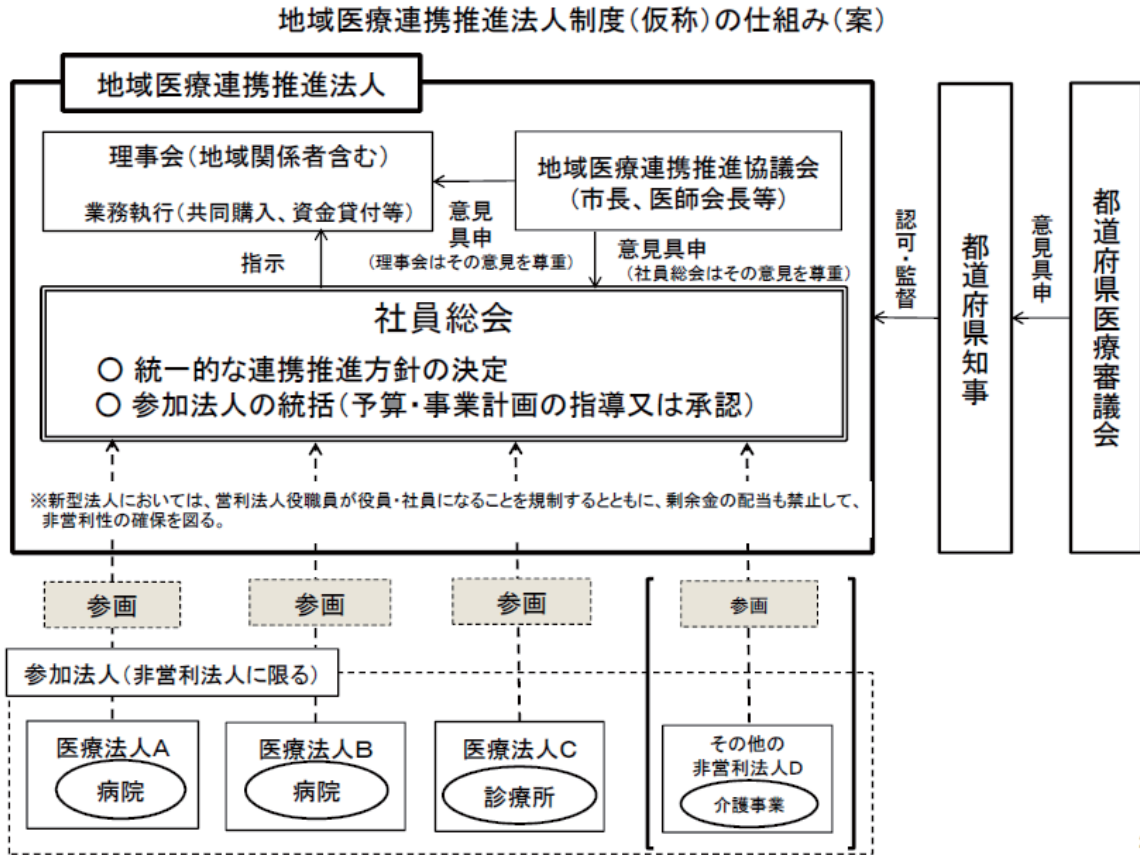 地域医療連携推進法人制度(仮称)の仕組み(案)
地域医療連携推進法人
理事会(地域関係者含む)
業務執行(共同購入、資金貸付等)
地域医療連携推進協議会
(市長、医師会長等)
意見
具申
(理事会はその意見を尊重)
意見具申
(社員総会はその意見を尊重)
指示
社員総会
○ 統一的な連携推進方針の決定
○ 参加法人の統括(予算・事業計画の指導又は承認)
※新型法人においては、営利法人役職員が役員・社員になることを規制するとともに、剰余金の配当も禁止して、
非営利性の確保を図る。
認可・監督
都道府県知事
意見具申
都道府県医療審議会
参画
参画
参画
参画
参加法人(非営利法人に限る)
医療法人A
病院
医療法人B
病院
医療法人C
診療所
その他の
非営利法人D
介護事業